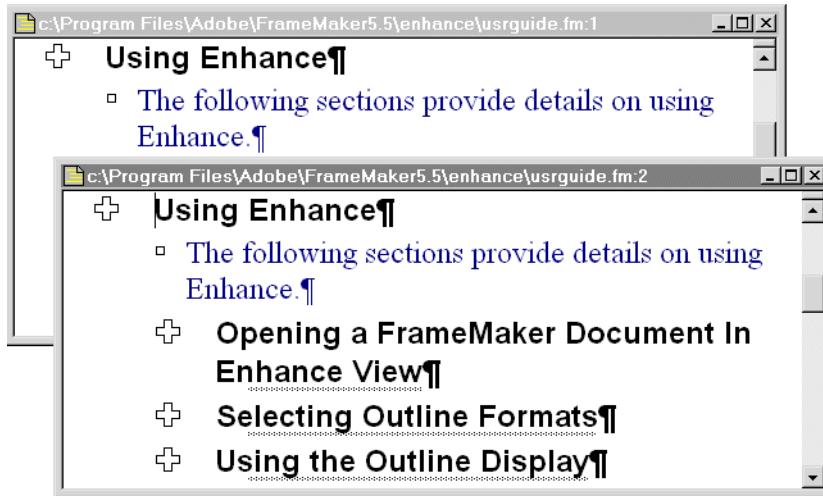 c:\Program Files\Adobe\FrameMaker5.5\enhance\usrguide.fm:1
Using Enhance¶
The following sections provide details on using
Enhance.¶
c:\Program Files\Adobe\FrameMaker5.5\enhance\usrguide.fm:2
Using Enhance¶
The following sections provide details on using
Enhance.¶
Opening a FrameMaker Document In
Enhance View¶
Selecting Outline Formats¶
Using the Outline Display¶